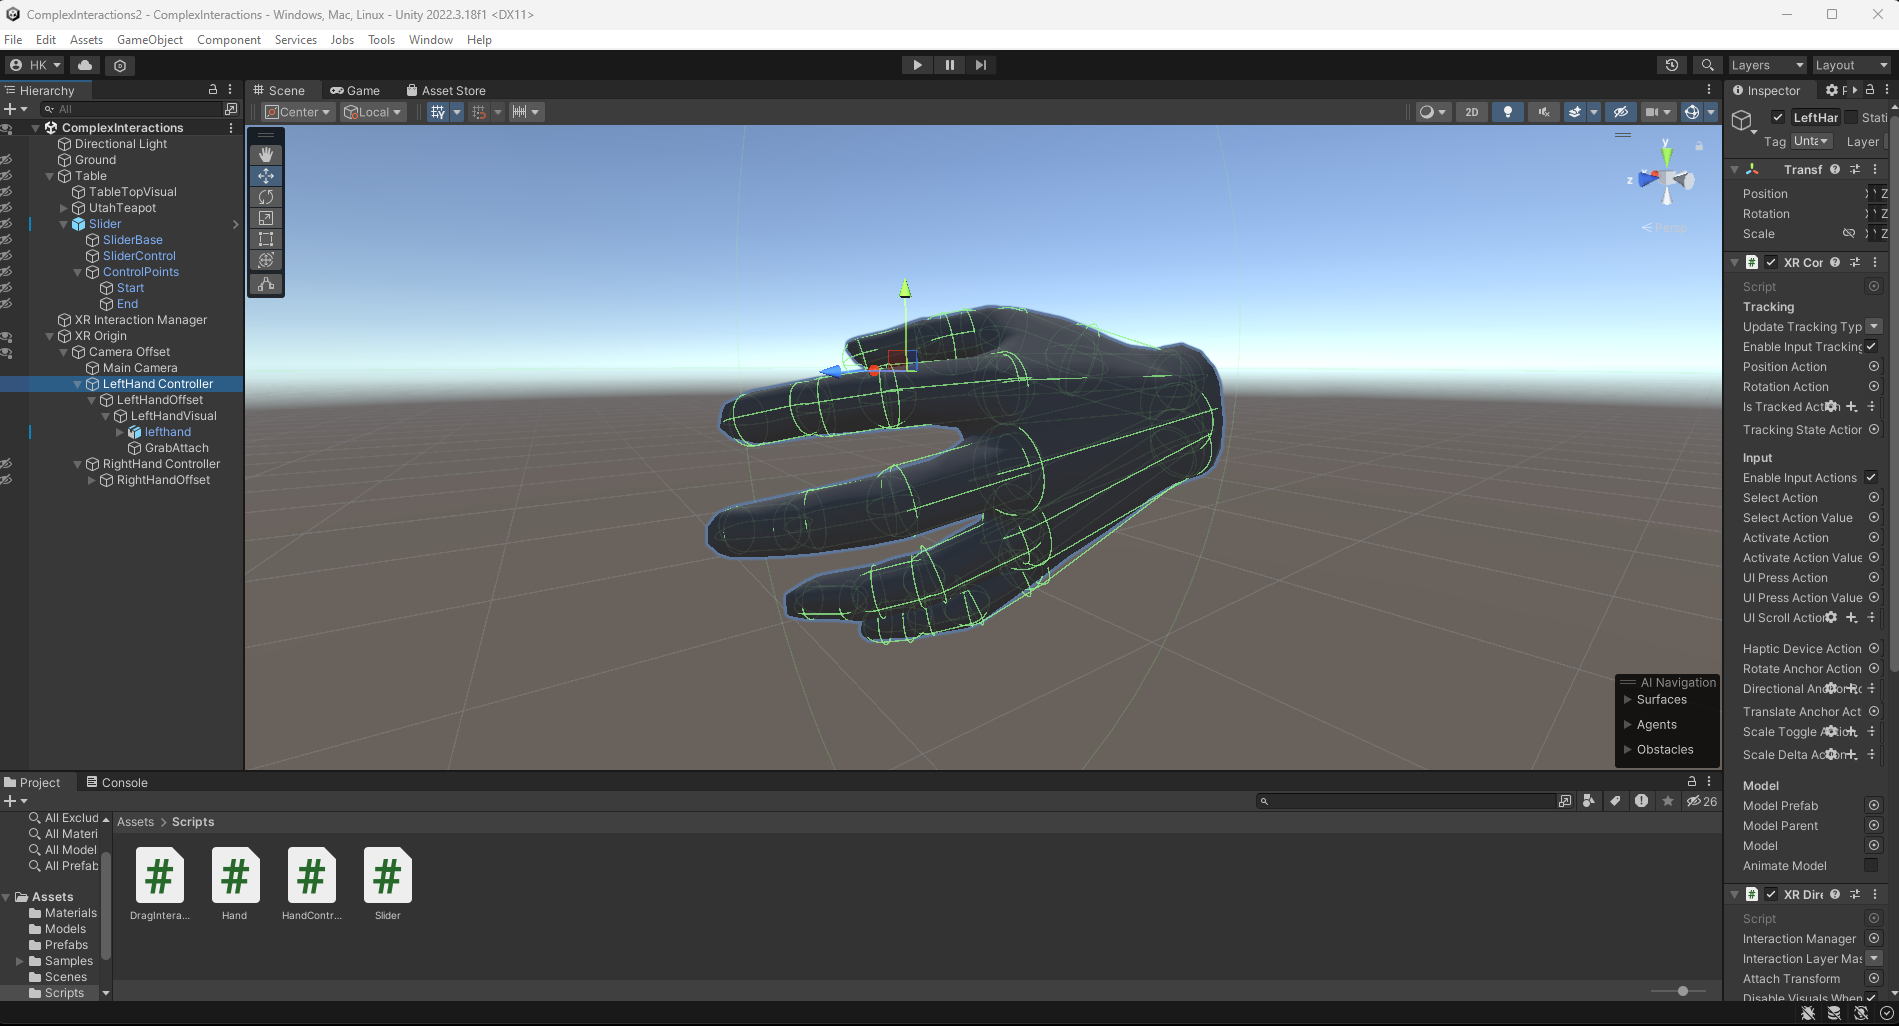 ComplexInteractions2 - ComplexInteractions - Windows, Mac, Linux - Unity 2022.3.18f1 <DX11>
File Edit Assets GameObject Component Services Jobs Tools Window Help
HK
Layers Layout
Hierarchy
All
ComplexInteractions
Directional Light
Ground
Table
TableTopVisual
UtahTeapot
Slider
SliderBase
SliderControl
ControlPoints
Start
End
XR Interaction Manager
XR Origin
Camera Offset
Main Camera
LeftHand Controller
LeftHandOffset
LeftHandVisual
lefthand
GrabAttach
RightHand Controller
RightHandOffset
Scene Game Asset Store
Center Local 2D
y
z
Persp
AI Navigation
Surfaces
Agents
Obstacles
Inspector
LeftHar Stati
Tag Unta Layer
Transf
Position Z
Rotation Z
Scale Z
XR Cor
Script
Tracking
Update Tracking Typ
Enable Input Tracking
Position Action
Rotation Action
Is Tracked Action
Tracking State Action
Input
Enable Input Actions
Select Action
Select Action Value
Activate Action
Activate Action Value
UI Press Action
UI Press Action Value
UI Scroll Action
Haptic Device Action
Rotate Anchor Action
Directional Anchor Ro
Translate Anchor Act
Scale Toggle Action
Scale Delta Action
Model
Model Prefab
Model Parent
Model
Animate Model
XR Dire
Script
Interaction Manager
Interaction Layer Mas
Attach Transform
Disable Visuals When
Project Console
26
All Exclud
All Materi
All Model
All Prefab
Assets
Materials
Models
Prefabs
Samples
Scenes
Scripts
Assets > Scripts
DragIntera...
Hand
HandContr...
Slider